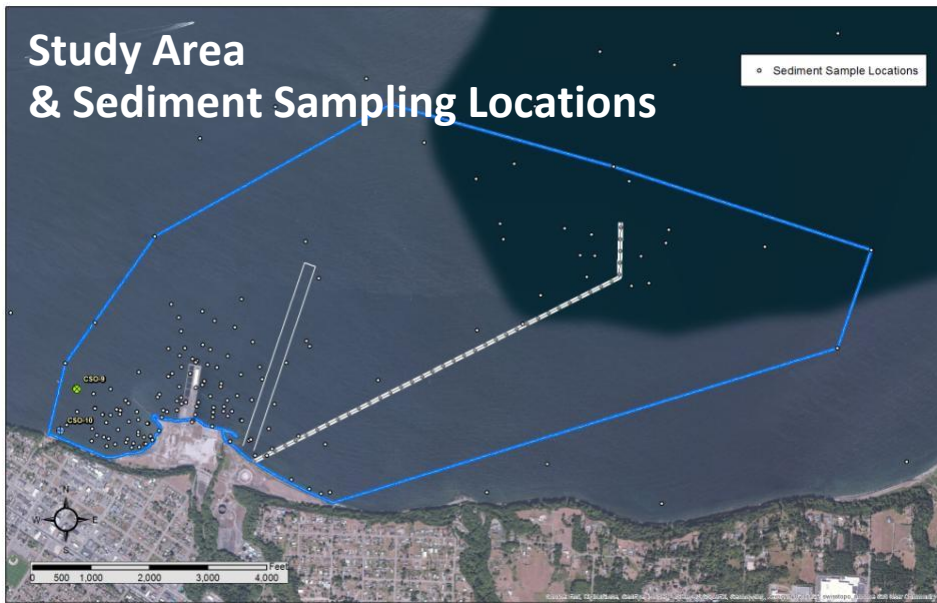 Study Area
& Sediment Sampling Locations
Sediment Sample Locations
CSO-9
CSO-10
N
W E
S
Feet
0 500 1,000 2,000 3,000 4,000